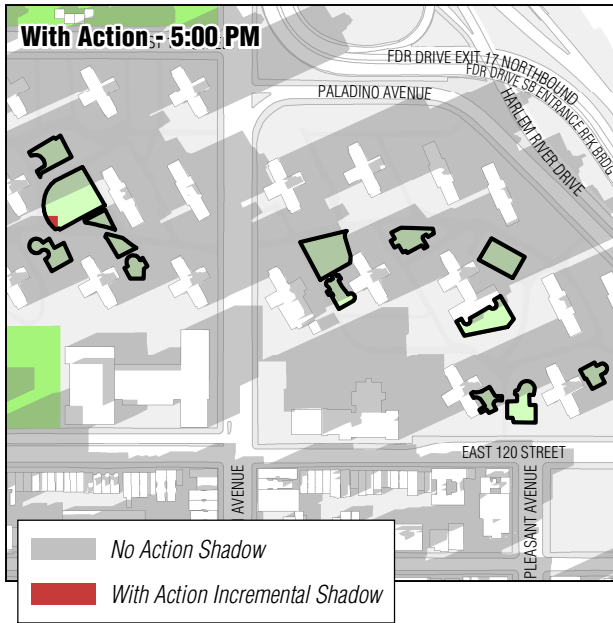 With Action - 5:00 PM
FDR DRIVE EXIT 17 NORTHBOUND
FDR DRIVE SB ENTRANCE RFK BRDG
PALADINO AVENUE
HARLEM RIVER DRIVE
EAST 120 STREET
AVENUE
PLEASANT AVENUE
No Action Shadow
With Action Incremental Shadow